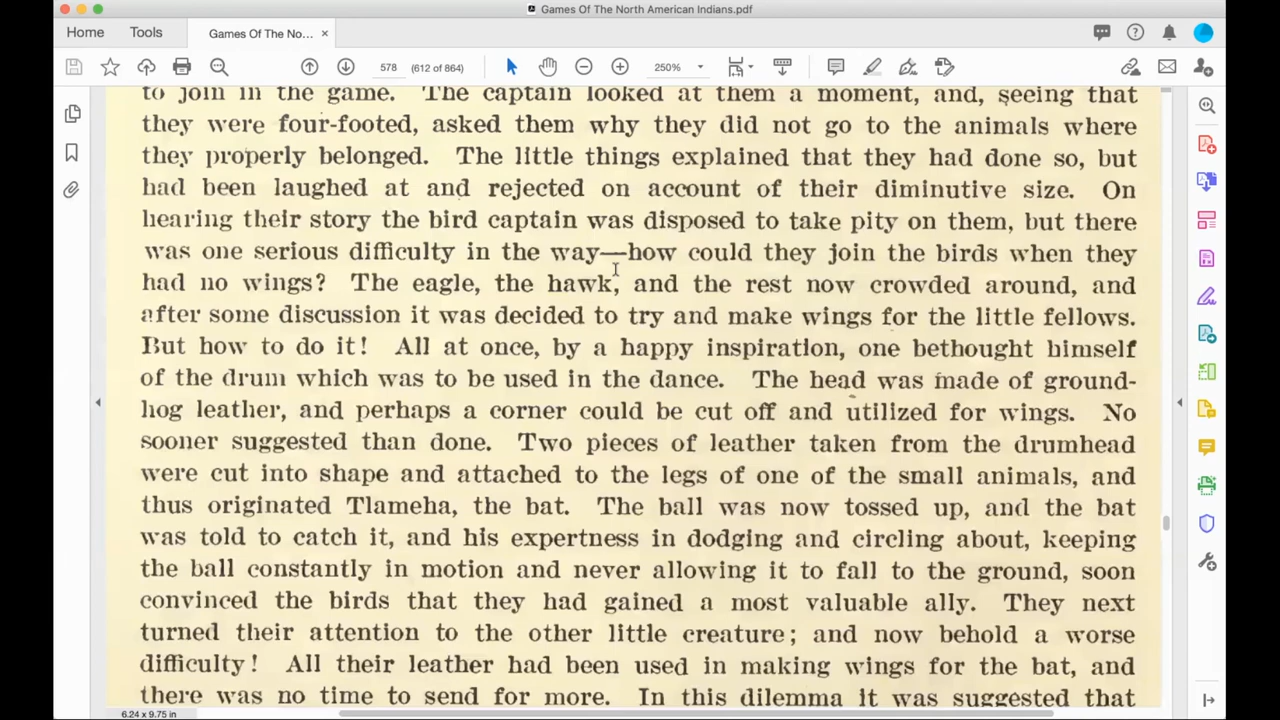 Games Of The North American Indians.pdf
Home
Tools
Games Of The No...
578
(612 of 864)
250%
to join in the game. The captain looked at them a moment, and, seeing that
they were four-footed, asked them why they did not go to the animals where
they properly belonged. The little things explained that they had done so, but
had been laughed at and rejected on account of their diminutive size. On
hearing their story the bird captain was disposed to take pity on them, but there
was one serious difficulty in the way—how could they join the birds when they
had no wings? The eagle, the hawk, and the rest now crowded around, and
after some discussion it was decided to try and make wings for the little fellows.
But how to do it! All at once, by a happy inspiration, one bethought himself
of the drum which was to be used in the dance. The head was made of ground-
hog leather, and perhaps a corner could be cut off and utilized for wings. No
sooner suggested than done. Two pieces of leather taken from the drumhead
were cut into shape and attached to the legs of one of the small animals, and
thus originated Tlameha, the bat. The ball was now tossed up, and the bat
was told to catch it, and his expertness in dodging and circling about, keeping
the ball constantly in motion and never allowing it to fall to the ground, soon
convinced the birds that they had gained a most valuable ally. They next
turned their attention to the other little creature; and now behold a worse
difficulty! All their leather had been used in making wings for the bat, and
there was no time to send for more. In this dilemma it was suggested that
6.24 x 9.75 in